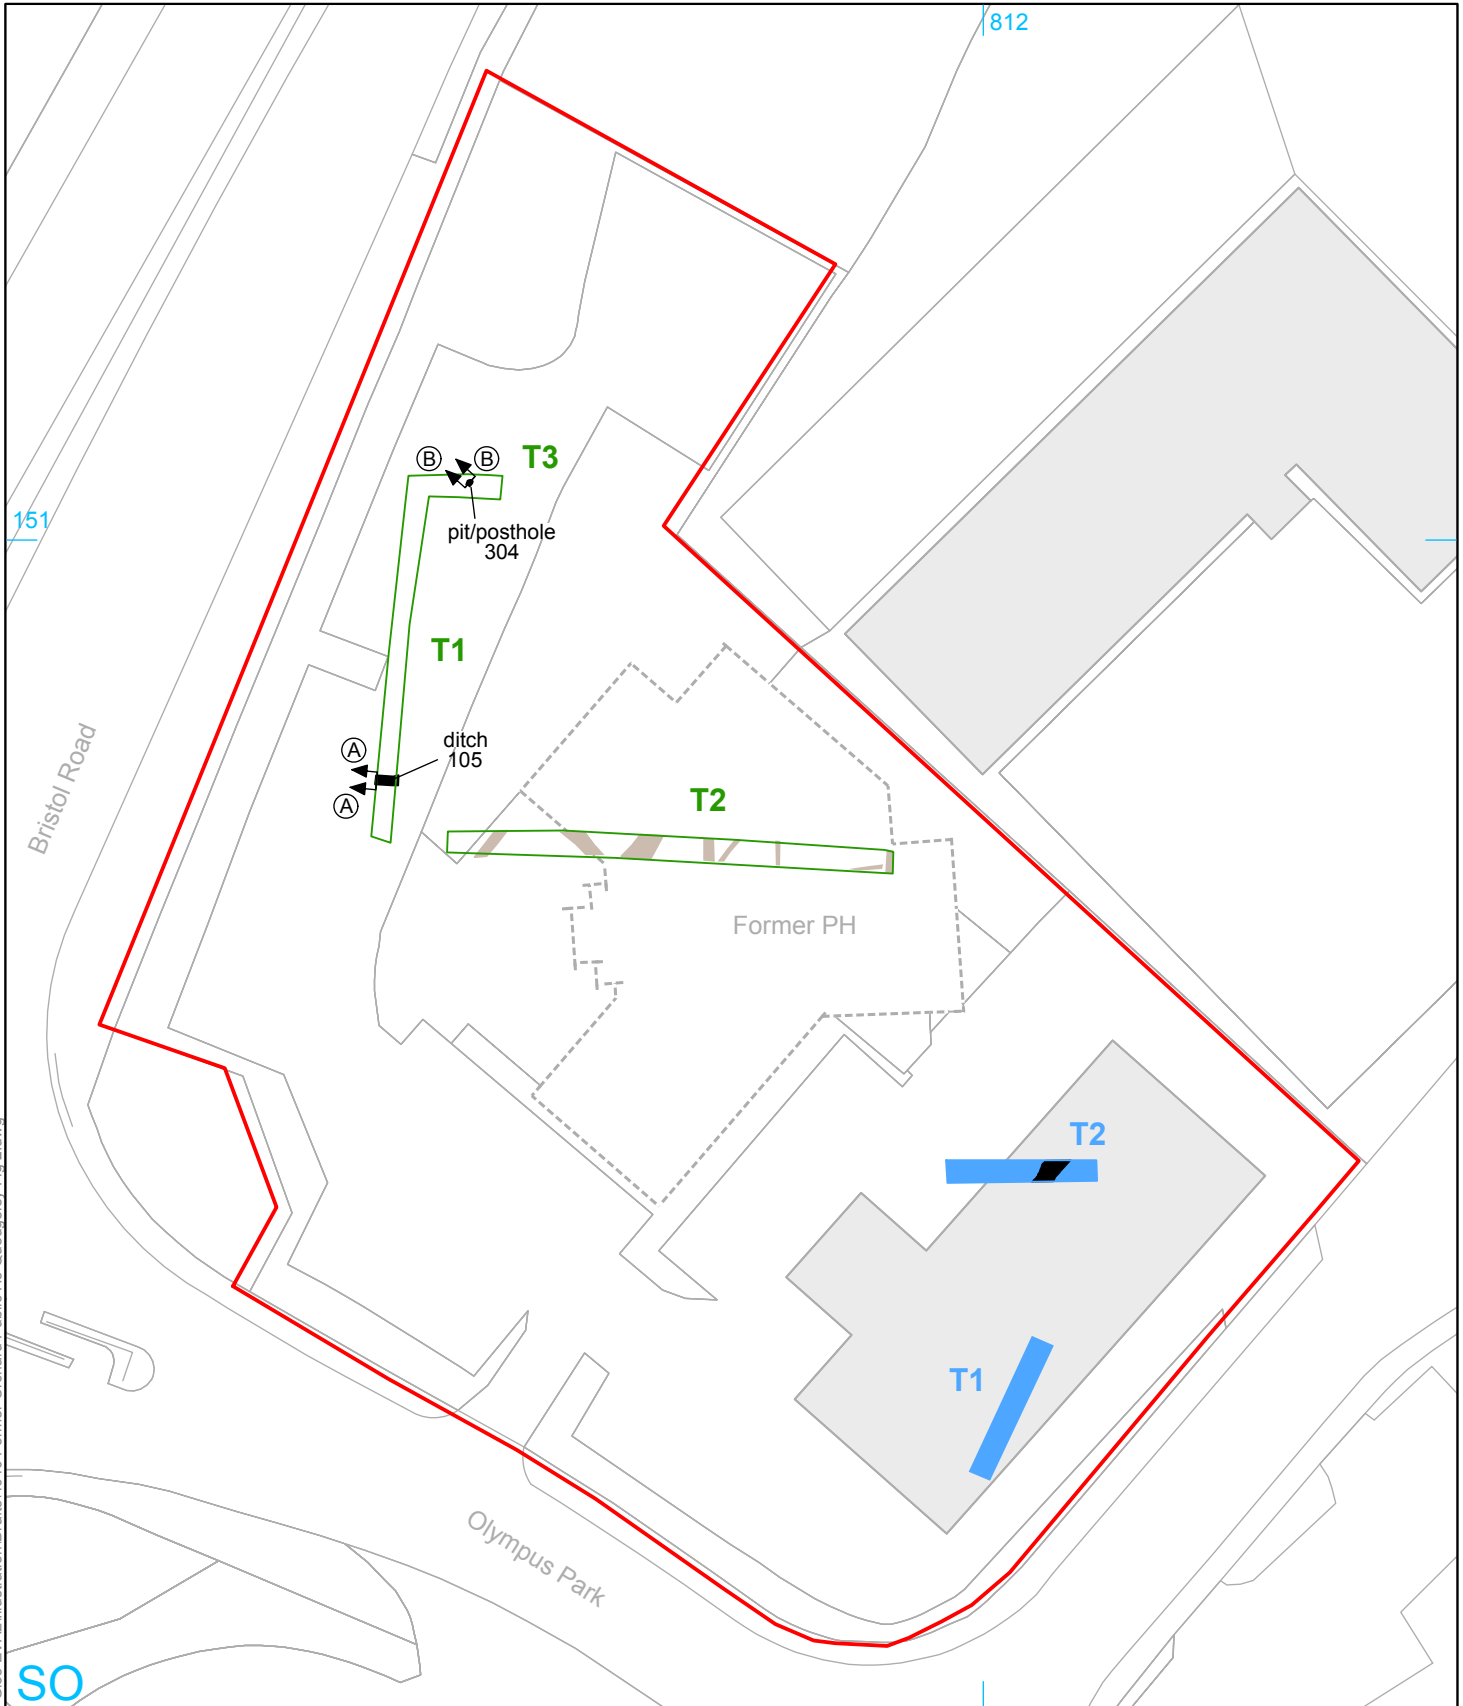 812
B
B
T3
151
pit/posthole
304
T1
Bristol Road
A
ditch
105
A
T2
Former PH
T2
T1
Olympus Park
SO